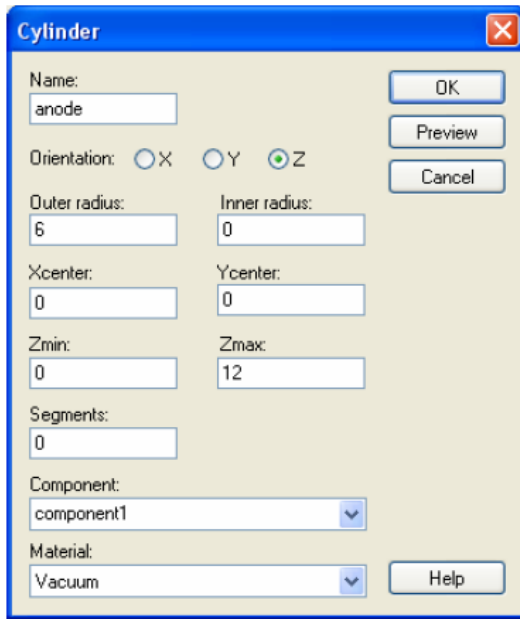 Cylinder
Name:
OK
anode
Preview
Orientation: X Y Z
Cancel
Outer radius: Inner radius:
6 0
Xcenter: Ycenter:
0 0
Zmin: Zmax:
0 12
Segments:
0
Component:
component1
Material:
Vacuum
Help